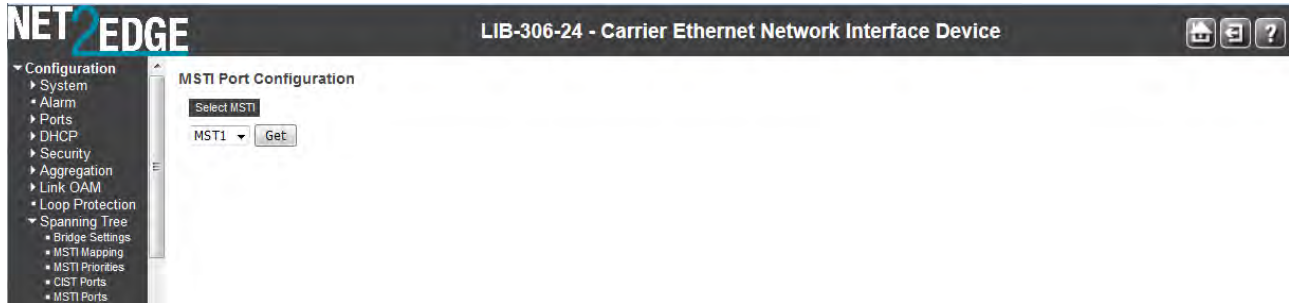 NET2EDGE
LIB-306-24 - Carrier Ethernet Network Interface Device
?
Configuration
System
Alarm
Ports
DHCP
Security
Aggregation
Link OAM
Loop Protection
Spanning Tree
Bridge Settings
MSTI Mapping
MSTI Priorities
CIST Ports
MSTI Ports
MSTI Port Configuration
Select MSTI
MST1 Get